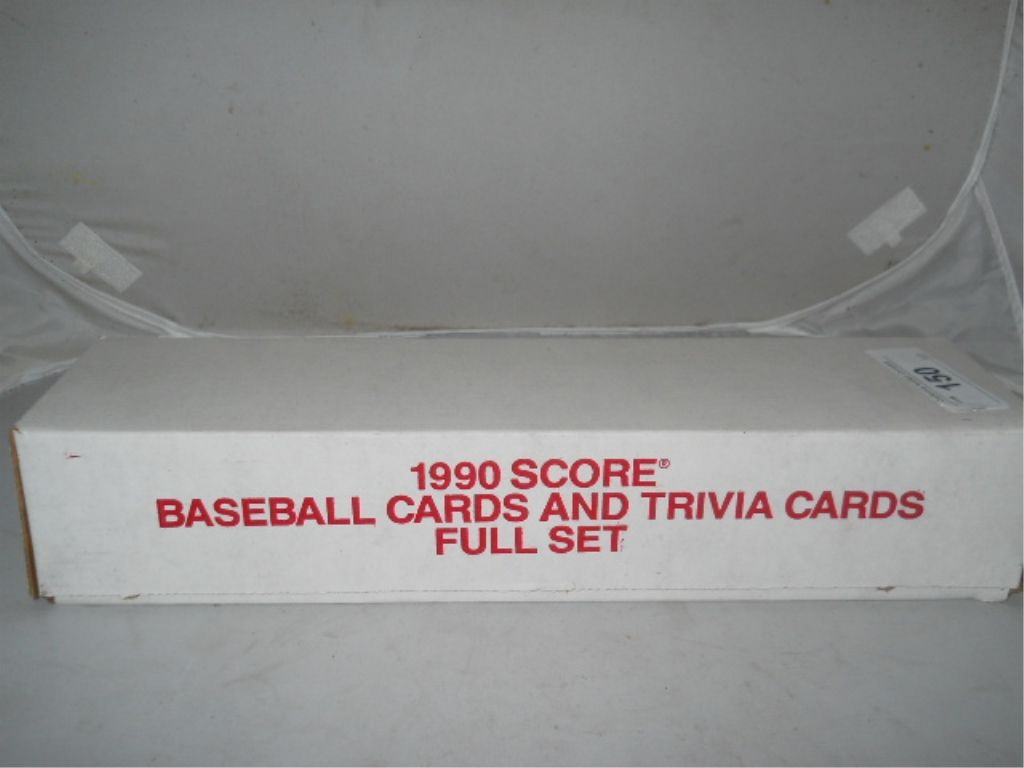 150
1990 SCORE®
BASEBALL CARDS AND TRIVIA CARDS
FULL SET